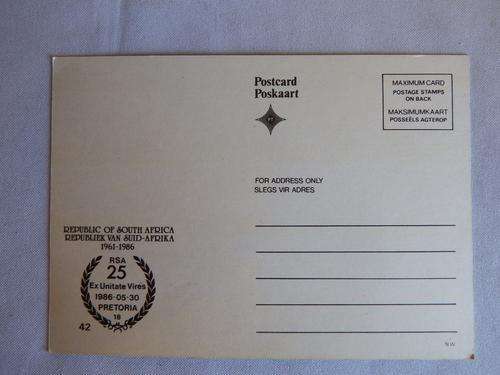 Postcard
Poskaart
MAXIMUM CARD
POSTAGE STAMPS
ON BACK
MAKSIMUMKAART
POSSEËLS AGTEROP
FOR ADDRESS ONLY
SLEGS VIR ADRES
REPUBLIC OF SOUTH AFRICA
REPUBLIEK VAN SUID-AFRIKA
1961-1986
RSA
25
Ex Unitate Vires
1986-05-30
PRETORIA
18
42